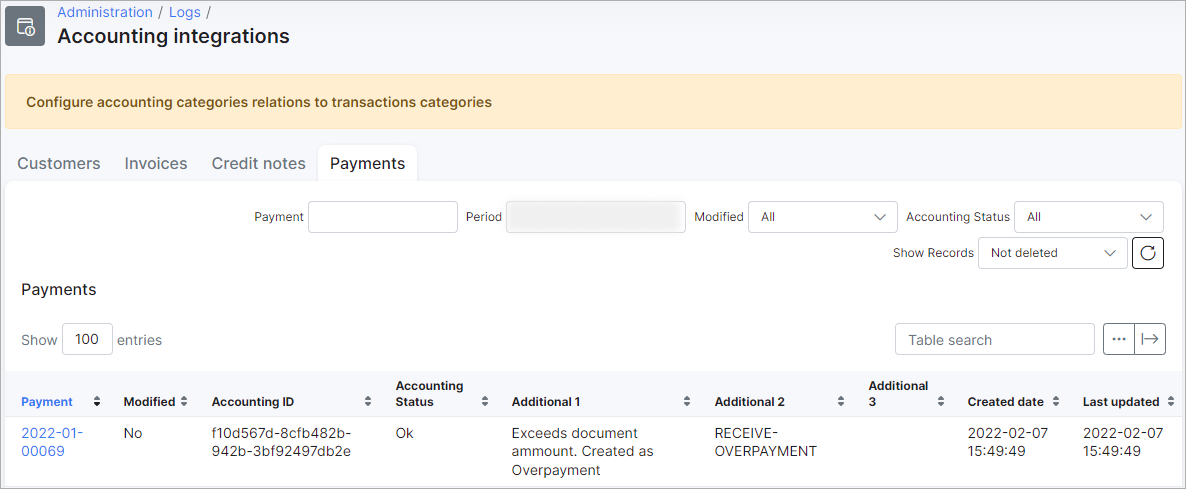 Administration / Logs /
Accounting integrations
Configure accounting categories relations to transactions categories
Customers Invoices Credit notes Payments
Payment Period Modified All Accounting Status All
Show Records Not deleted
Payments
Show 100 entries Table search
Payment Modified Accounting ID Accounting Status Additional 1 Additional 2 Additional 3 Created date Last updated
2022-01-00069 No f10d567d-8cfb482b-942b-3bf92497db2e Ok Exceeds document ammount. Created as Overpayment RECEIVE-OVERPAYMENT 2022-02-07 15:49:49 2022-02-07 15:49:49